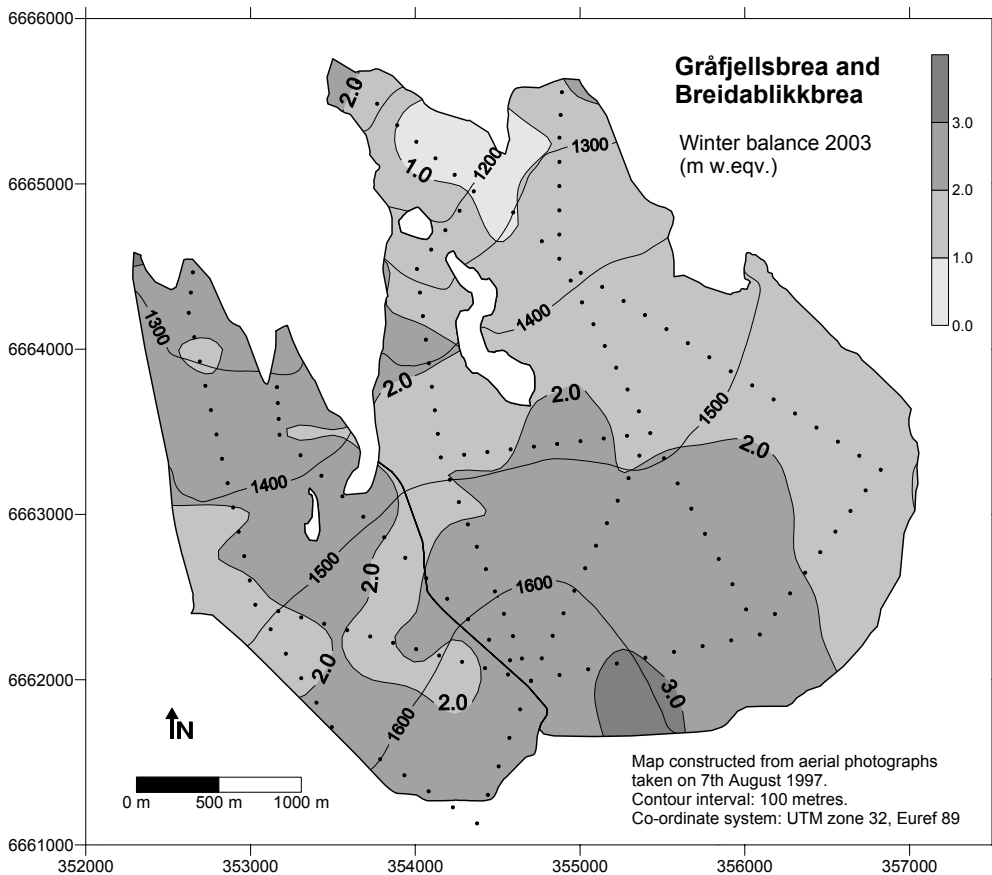 6666000
6665000
6664000
6663000
6662000
6661000
352000
353000
354000
355000
356000
357000
Gråfjellsbrea and
Breidablikkbrea
Winter balance 2003
(m w.eqv.)
3.0
2.0
1.0
0.0
2.0
1.0
1200
1300
1300
1400
2.0
2.0
1500
2.0
1400
1500
2.0
1600
2.0
2.0
1600
3.0
N
0 m
500 m
1000 m
Map constructed from aerial photographs
taken on 7th August 1997.
Contour interval: 100 metres.
Co-ordinate system: UTM zone 32, Euref 89